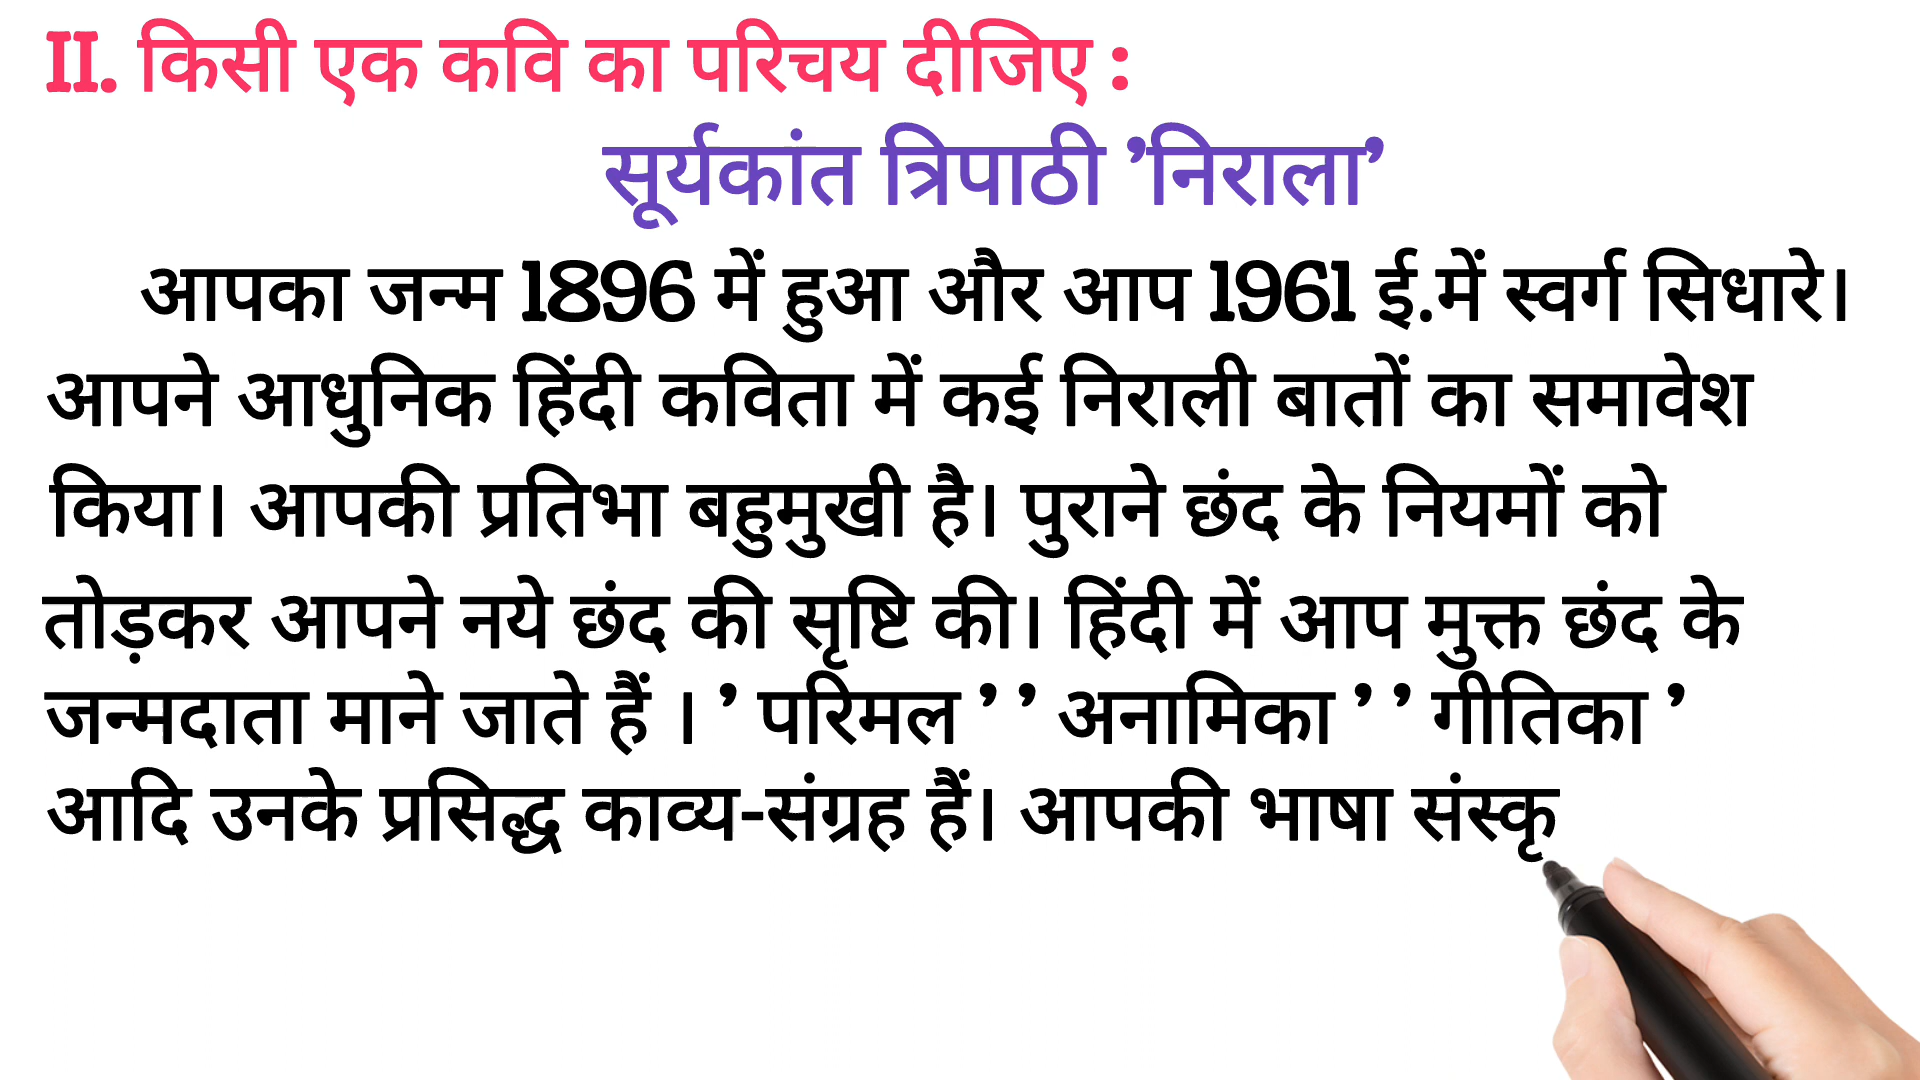 II. किसी एक कवि का परिचय दीजिए :
सूर्यकांत त्रिपाठी ’निराला’
आपका जन्म 1896 में हुआ और आप 1961 ई.में स्वर्ग सिधारे।
आपने आधुनिक हिंदी कविता में कई निराली बातों का समावेश
किया। आपकी प्रतिभा बहुमुखी है। पुराने छंद के नियमों को
तोड़कर आपने नये छंद की सृष्टि की। हिंदी में आप मुक्त छंद के
जन्मदाता माने जाते हैं । ’ परिमल ’ ’ अनामिका ’ ’ गीतिका ’
आदि उनके प्रसिद्ध काव्य-संग्रह हैं। आपकी भाषा संस्कृ